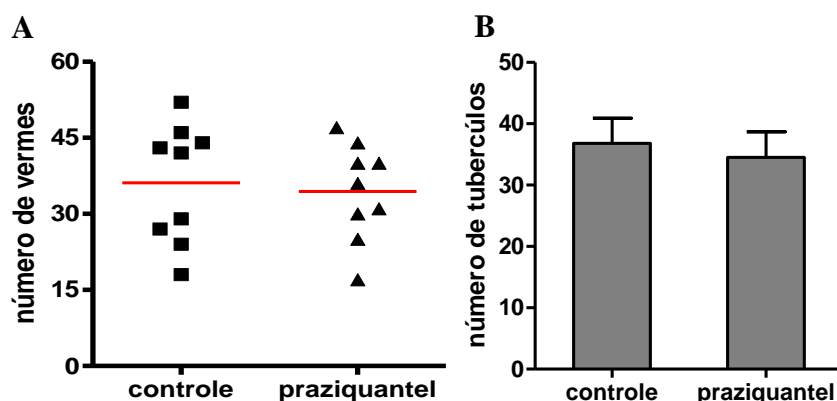 A
número de vermes
60
45
30
15
0
controle praziquantel
B
número de tubercúlos
50
40
30
20
10
0
controle praziquantel